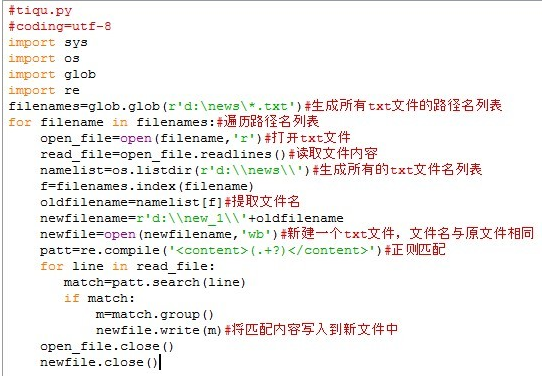 #tiqu.py
#coding=utf-8
import sys
import os
import glob
import re
filenames=glob.glob(r'd:\news\*.txt')#生成所有txt文件的路径名列表
for filename in filenames:#遍历路径名列表
    open_file=open(filename,'r')#打开txt文件
    read_file=open_file.readlines()#读取文件内容
    namelist=os.listdir(r'd:\\news\\')#生成所有的txt文件名列表
    f=filenames.index(filename)
    oldfilename=namelist[f]#提取文件名
    newfilename=r'd:\\new_1\\'+oldfilename
    newfile=open(newfilename,'wb')#新建一个txt文件，文件名与原文件相同
    patt=re.compile('<content>(.+?)</content>')#正则匹配
    for line in read_file:
       match=patt.search(line)
       if match:
           m=match.group()
           newfile.write(m)#将匹配内容写入到新文件中
    open_file.close()
    newfile.close()